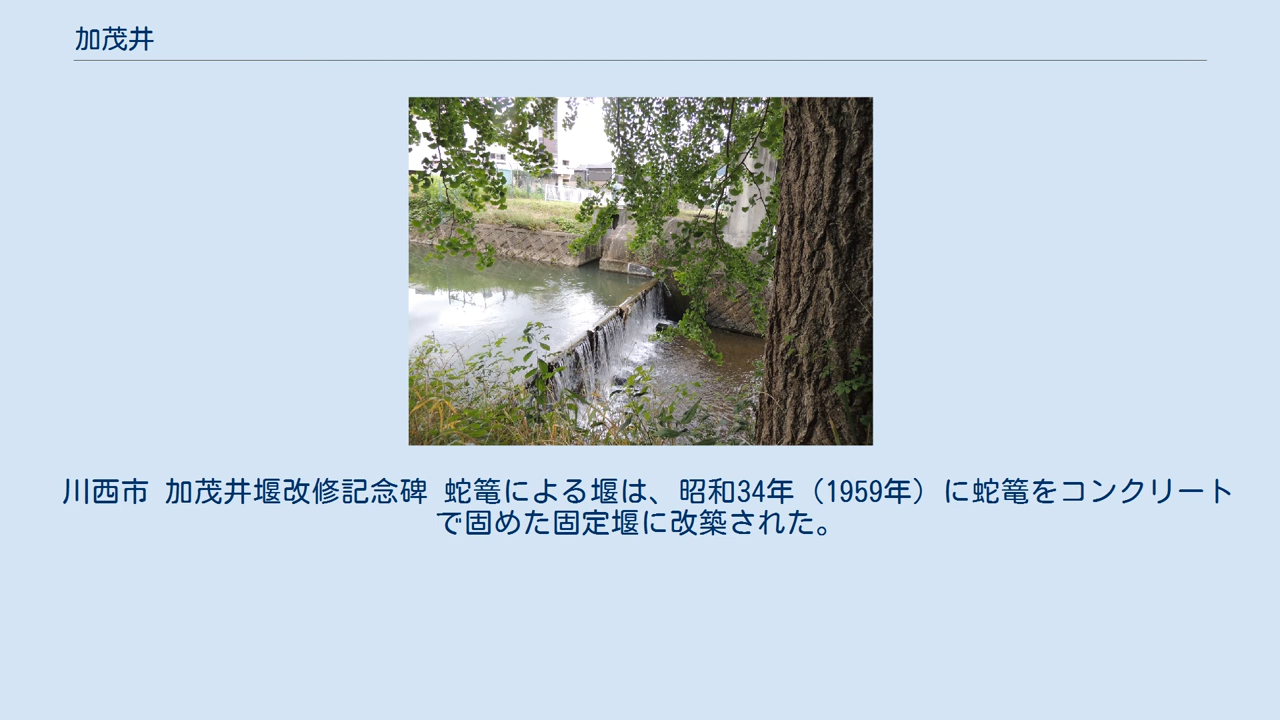 加茂井
川西市 加茂井堰改修記念碑 蛇篭による堰は、昭和34年（1959年）に蛇篭をコンクリート
で固めた固定堰に改築された。